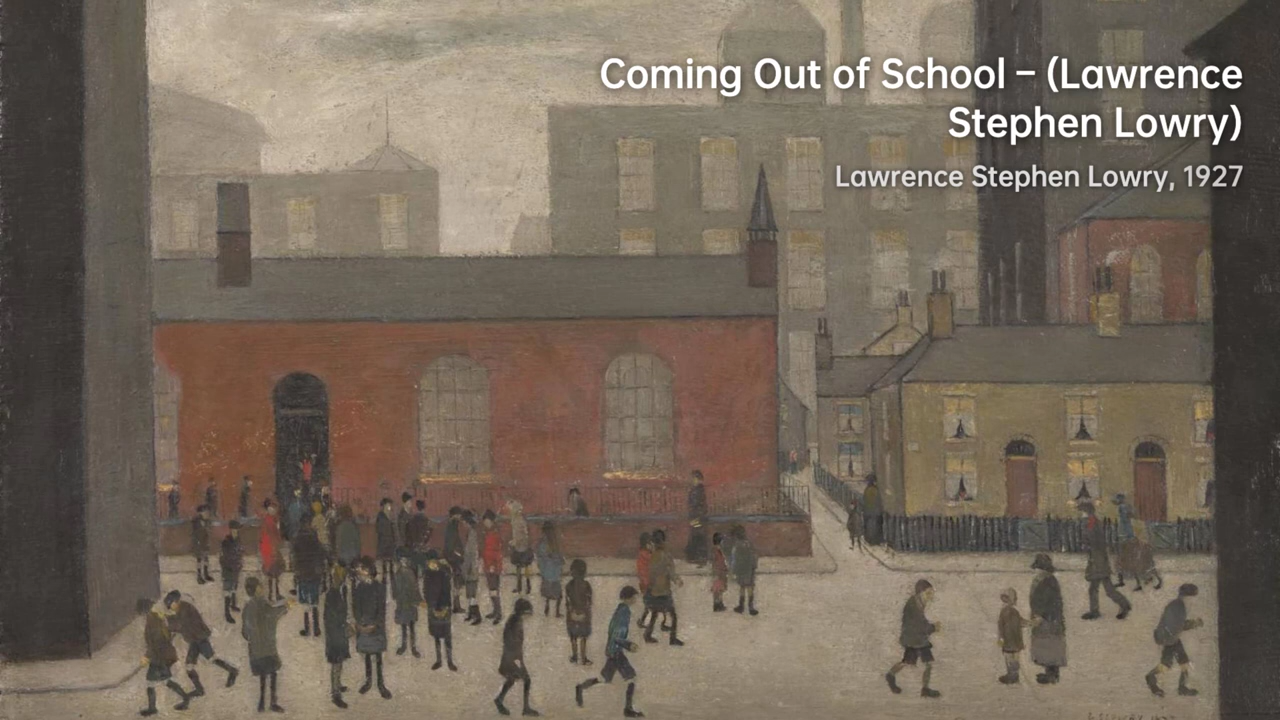 Coming Out of School – (Lawrence
Stephen Lowry)
Lawrence Stephen Lowry, 1927